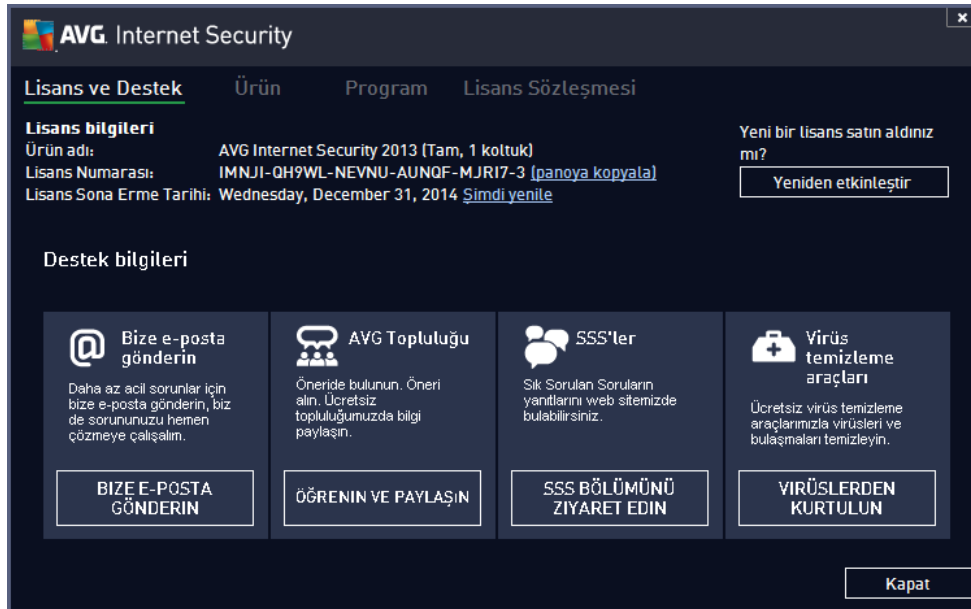 AVG. Internet Security
Lisans ve Destek Ürün Program Lisans Sözleşmesi
Lisans bilgileri
Ürün adı: AVG Internet Security 2013 (Tam, 1 koltuk)
Lisans Numarası: IMNJI-QH9WL-NEVNU-AUNQF-MJRI7-3 (panoya kopyala)
Lisans Sona Erme Tarihi: Wednesday, December 31, 2014 Şimdi yenile
Yeni bir lisans satın aldınız
mı?
Yeniden etkinleştir
Destek bilgileri
Bize e-posta
gönderin
Daha az acil sorunlar için
bize e-posta gönderin, biz
de sorununuzu hemen
çözmeye çalışalım.
BIZE E-POSTA
GÖNDERIN
AVG Topluluğu
Öneride bulunun. Öneri
alın. Ücretsiz
topluluğumuzda bilgi
paylaşın.
ÖĞRENIN VE PAYLAŞıN
SSS'ler
Sık Sorulan Soruların
yanıtlarını web sitemizde
bulabilirsiniz.
SSS BÖLÜMÜNÜ
ZIYARET EDIN
Virüs
temizleme
araçları
Ücretsiz virüs temizleme
araçlarımızla virüsleri ve
bulaşmaları temizleyin.
VIRÜSLERDEN
KURTULUN
Kapat